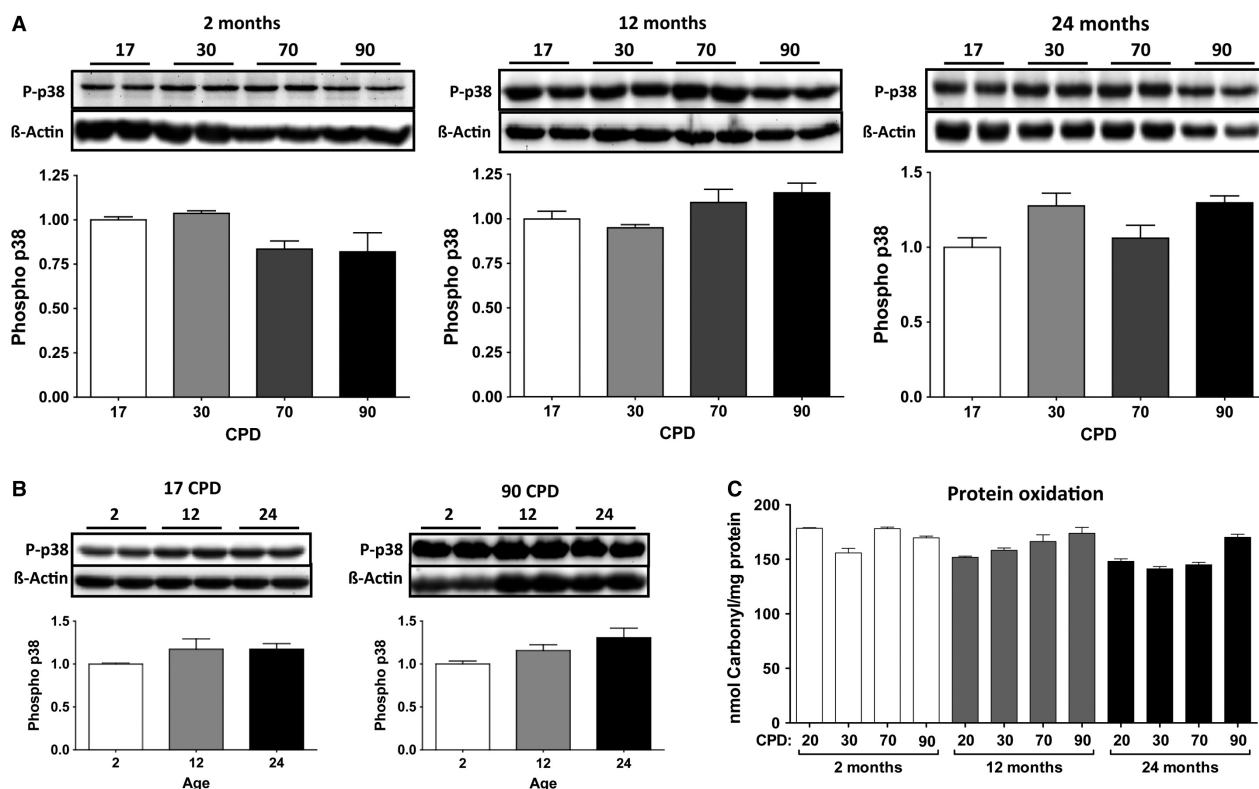 A
2 months
17 30 70 90
P-p38
ß-Actin
1.25
1.00
0.75
0.50
0.25
0.00
Phospho p38
17 30 70 90
CPD
12 months
17 30 70 90
P-p38
ß-Actin
1.25
1.00
0.75
0.50
0.25
0.00
Phospho p38
17 30 70 90
CPD
24 months
17 30 70 90
P-p38
ß-Actin
1.5
1.0
0.5
0.0
Phospho p38
17 30 70 90
CPD
B
17 CPD
2 12 24
P-p38
ß-Actin
1.5
1.0
0.5
0.0
Phospho p38
2 12 24
Age
90 CPD
2 12 24
P-p38
ß-Actin
1.5
1.0
0.5
0.0
Phospho p38
2 12 24
Age
C
Protein oxidation
200
150
100
50
0
nmol Carbonyl/mg protein
CPD: 20 30 70 90 20 30 70 90 20 30 70 90
2 months 12 months 24 months